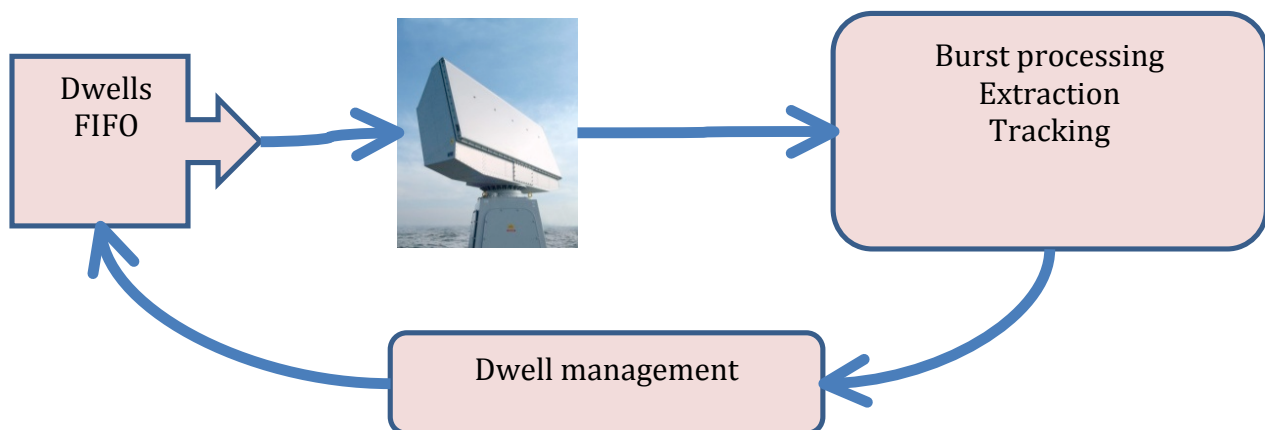 Dwells
FIFO
Burst processing
Extraction
Tracking
Dwell management